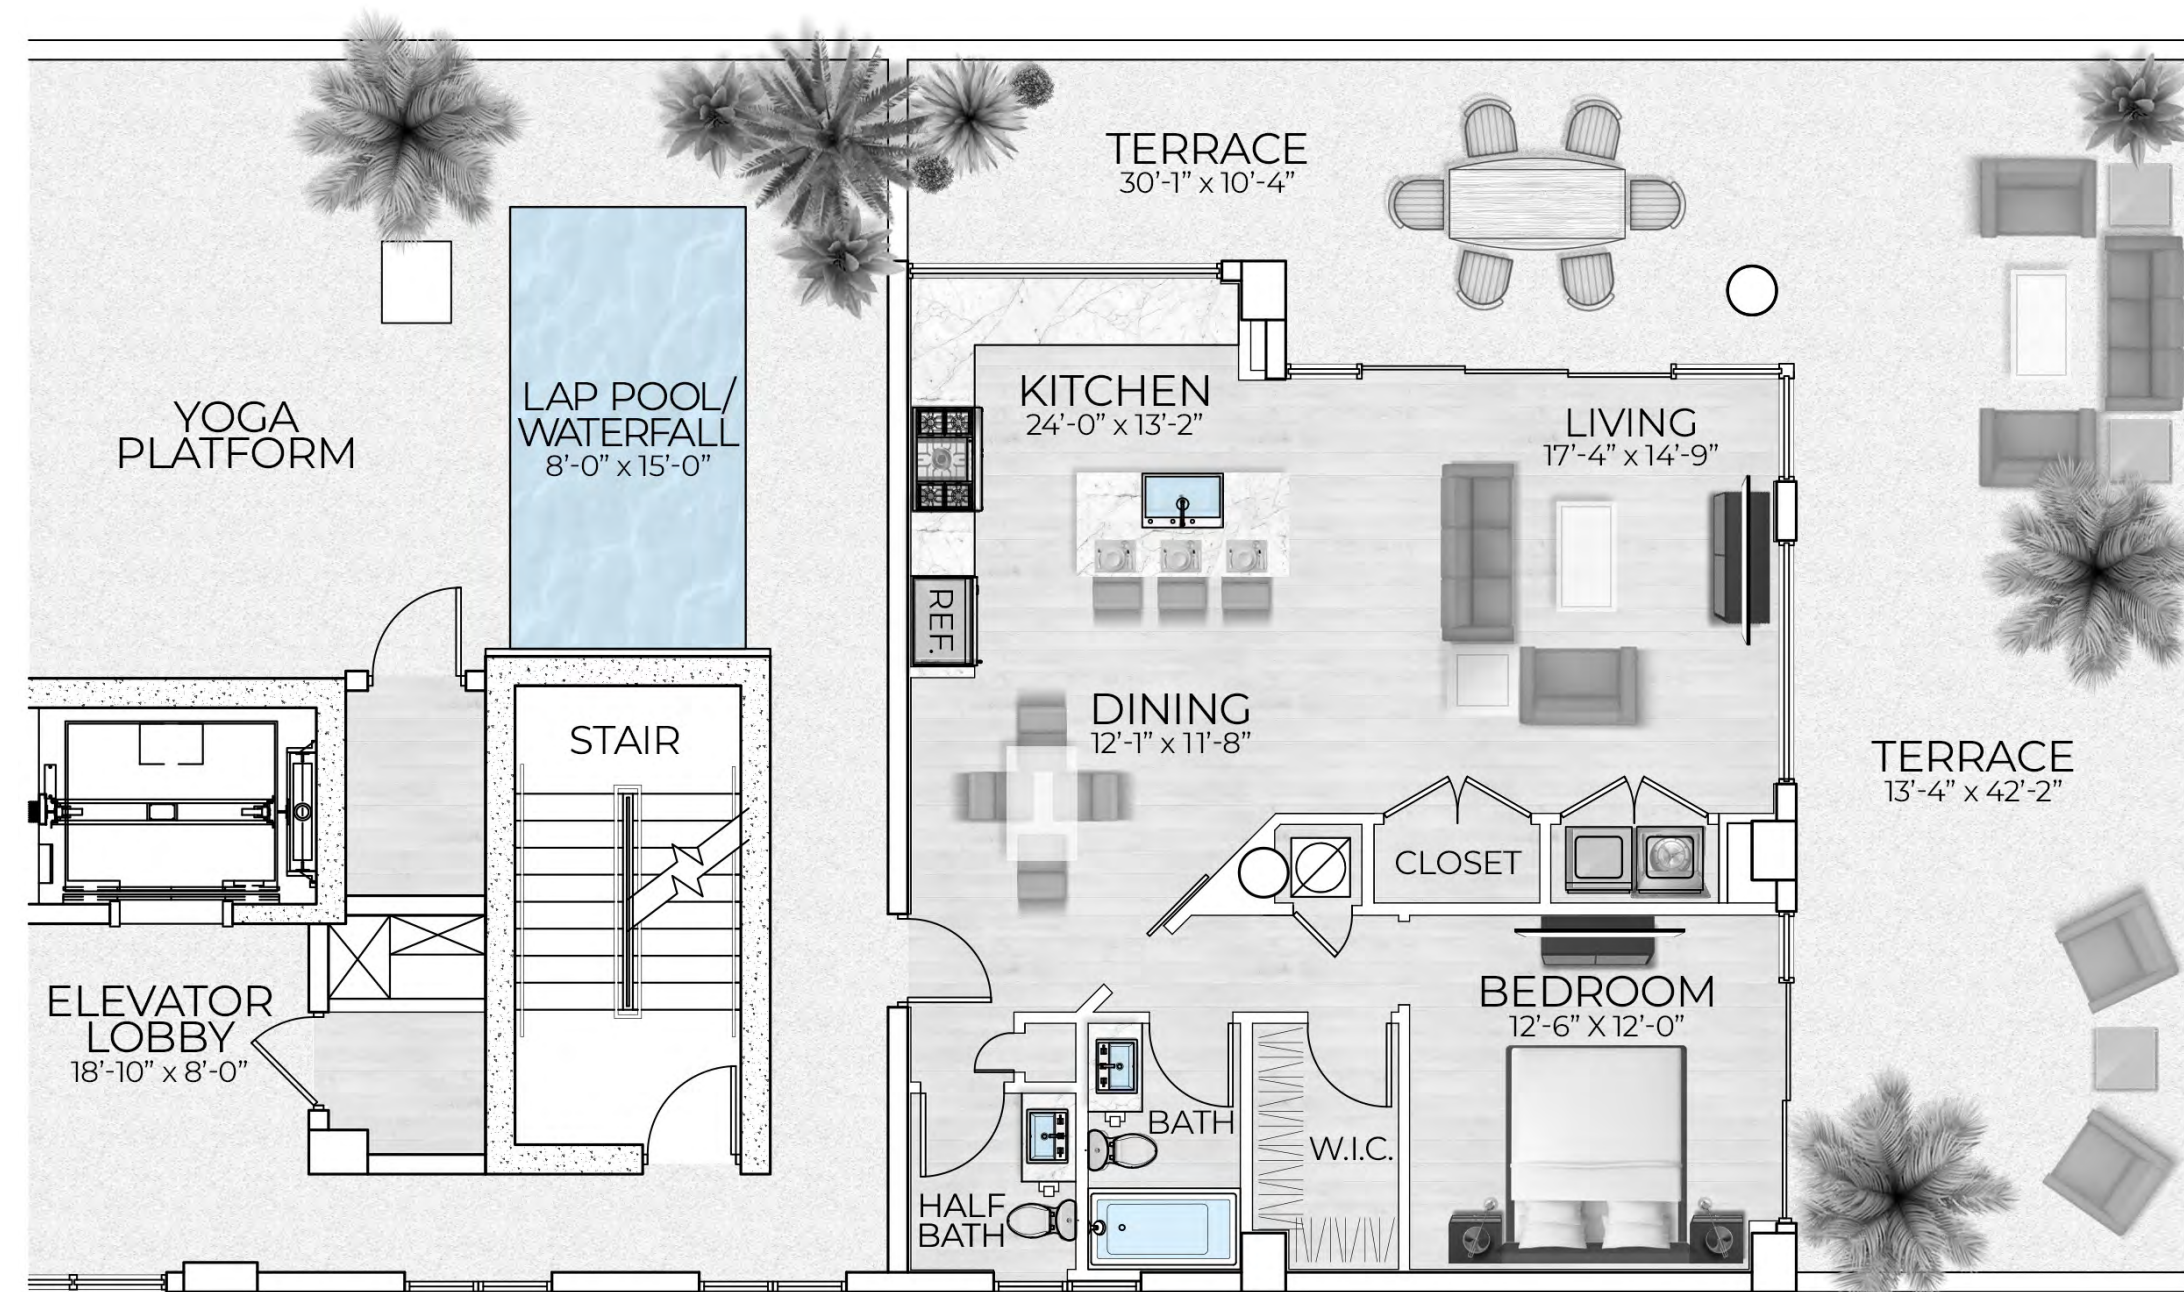 TERRACE
30’-1” x 10’-4”
YOGA
PLATFORM
LAP POOL/
WATERFALL
8’-0” x 15’-0”
KITCHEN
24’-0” x 13’-2”
LIVING
17’-4” x 14’-9”
REF.
STAIR
DINING
12’-1” x 11’-8”
TERRACE
13’-4” x 42’-2”
CLOSET
ELEVATOR
LOBBY
18’-10” x 8’-0”
BEDROOM
12’-6” X 12’-0”
BATH
W.I.C.
HALF
BATH